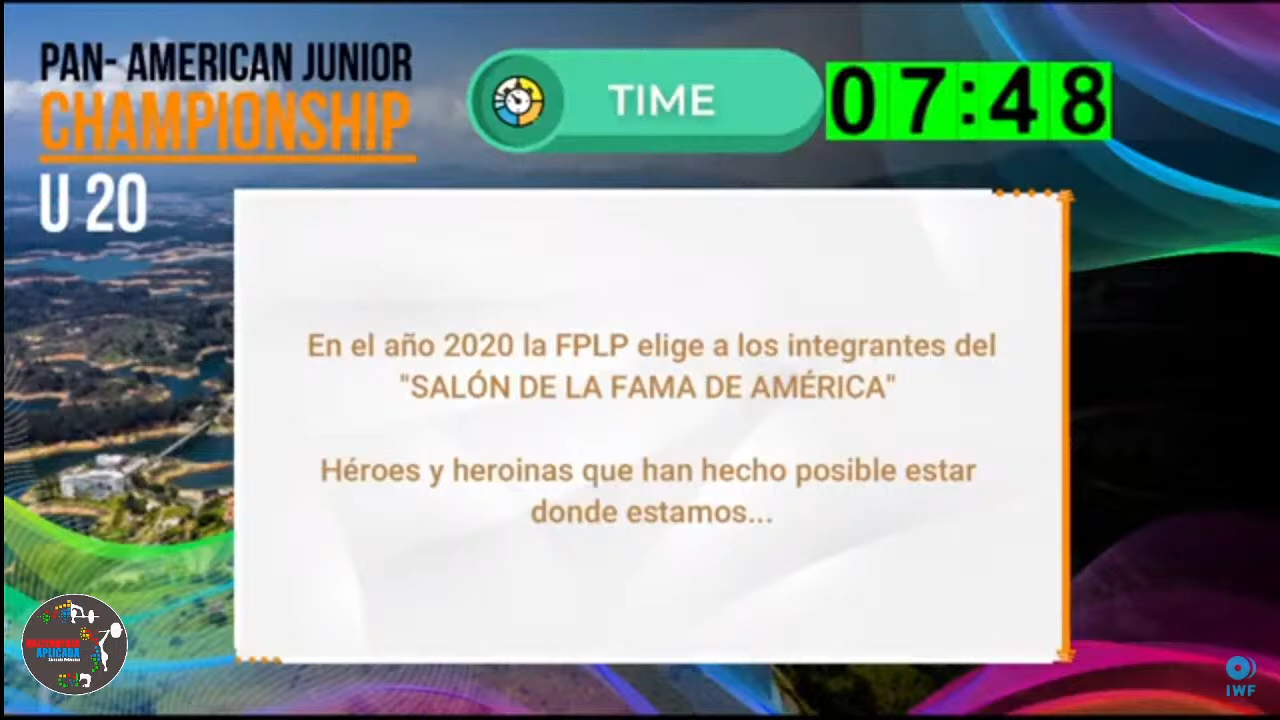 PAN- AMERICAN JUNIOR
CHAMPIONSHIP
U 20
TIME
07:48
En el año 2020 la FPLP elige a los integrantes del
"SALÓN DE LA FAMA DE AMÉRICA"
Héroes y heroinas que han hecho posible estar
donde estamos...
APLICADA
IWF